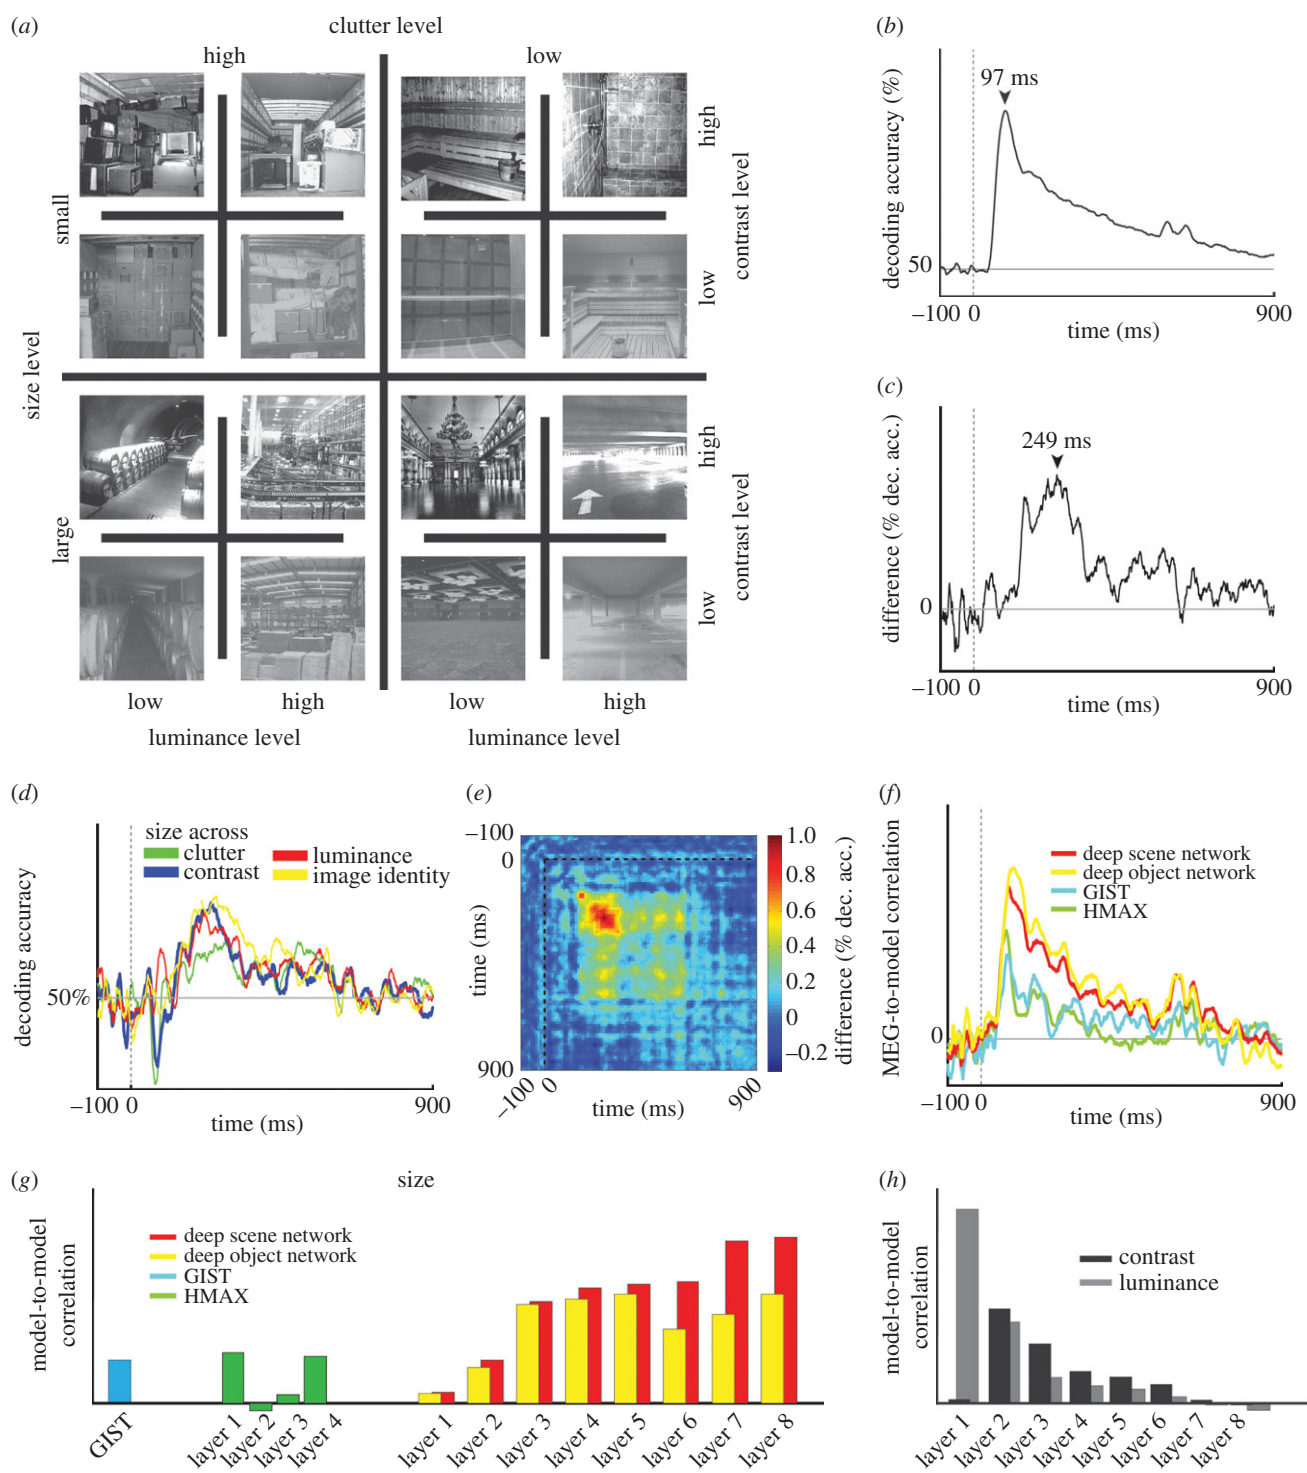 (a)
clutter level
high
low
small
large
size level
high
low
contrast level
high
low
contrast level
low
high
low
high
luminance level
luminance level
(b)
97 ms
decoding accuracy (%)
50
–100 0
900
time (ms)
(c)
249 ms
difference (% dec. acc.)
0
–100 0
900
time (ms)
(d)
size across
clutter
luminance
contrast
image identity
decoding accuracy
50%
–100 0
900
time (ms)
(e)
–100
0
time (ms)
900
–100
0
900
time (ms)
1.0
0.8
0.6
0.4
0.2
0
–0.2
difference (% dec. acc.)
(f)
deep scene network
deep object network
GIST
HMAX
MEG-to-model correlation
0
–100 0
900
time (ms)
(g)
size
deep scene network
deep object network
GIST
HMAX
model-to-model
correlation
GIST
layer 1
layer 2
layer 3
layer 4
layer 1
layer 2
layer 3
layer 4
layer 5
layer 6
layer 7
layer 8
(h)
contrast
luminance
model-to-model
correlation
layer 1
layer 2
layer 3
layer 4
layer 5
layer 6
layer 7
layer 8